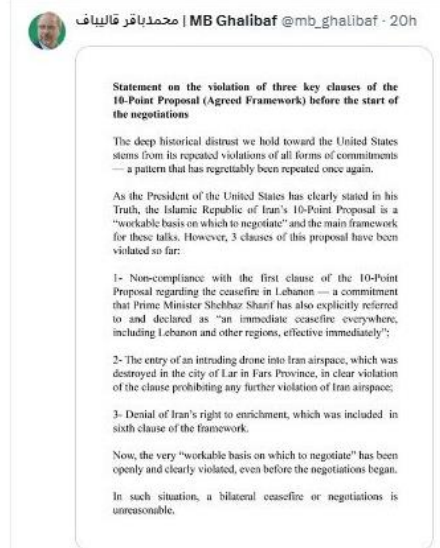 محمدباقر قالیباف | MB Ghalibaf @mb_ghalibaf · 20h
Statement on the violation of three key clauses of the
10-Point Proposal (Agreed Framework) before the start of
the negotiations
The deep historical distrust we hold toward the United States
stems from its repeated violations of all forms of commitments
— a pattern that has regrettably been repeated once again.
As the President of the United States has clearly stated in his
Truth, the Islamic Republic of Iran's 10-Point Proposal is a
"workable basis on which to negotiate" and the main framework
for these talks. However, 3 clauses of this proposal have been
violated so far:
1- Non-compliance with the first clause of the 10-Point
Proposal regarding the ceasefire in Lebanon — a commitment
that Prime Minister Shehbaz Sharif has also explicitly referred
to and declared as "an immediate ceasefire everywhere,
including Lebanon and other regions, effective immediately";
2- The entry of an intruding drone into Iran airspace, which was
destroyed in the city of Lar in Fars Province, in clear violation
of the clause prohibiting any further violation of Iran airspace;
3- Denial of Iran's right to enrichment, which was included in
sixth clause of the framework.
Now, the very "workable basis on which to negotiate" has been
openly and clearly violated, even before the negotiations began.
In such situation, a bilateral ceasefire or negotiations is
unreasonable.